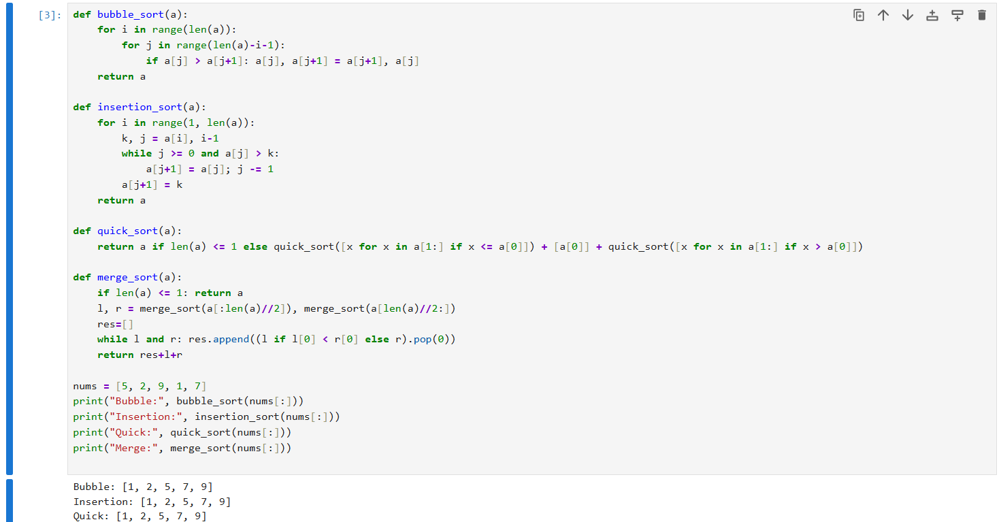 [3]: def bubble_sort(a):
    for i in range(len(a)):
        for j in range(len(a)-i-1):
            if a[j] > a[j+1]: a[j], a[j+1] = a[j+1], a[j]
    return a

def insertion_sort(a):
    for i in range(1, len(a)):
        k, j = a[i], i-1
        while j >= 0 and a[j] > k:
            a[j+1] = a[j]; j -= 1
        a[j+1] = k
    return a

def quick_sort(a):
    return a if len(a) <= 1 else quick_sort([x for x in a[1:] if x <= a[0]]) + [a[0]] + quick_sort([x for x in a[1:] if x > a[0]])

def merge_sort(a):
    if len(a) <= 1: return a
    l, r = merge_sort(a[:len(a)//2]), merge_sort(a[len(a)//2:])
    res=[]
    while l and r: res.append((l if l[0] < r[0] else r).pop(0))
    return res+l+r

nums = [5, 2, 9, 1, 7]
print("Bubble:", bubble_sort(nums[:]))
print("Insertion:", insertion_sort(nums[:]))
print("Quick:", quick_sort(nums[:]))
print("Merge:", merge_sort(nums[:]))

Bubble: [1, 2, 5, 7, 9]
Insertion: [1, 2, 5, 7, 9]
Quick: [1, 2, 5, 7, 9]